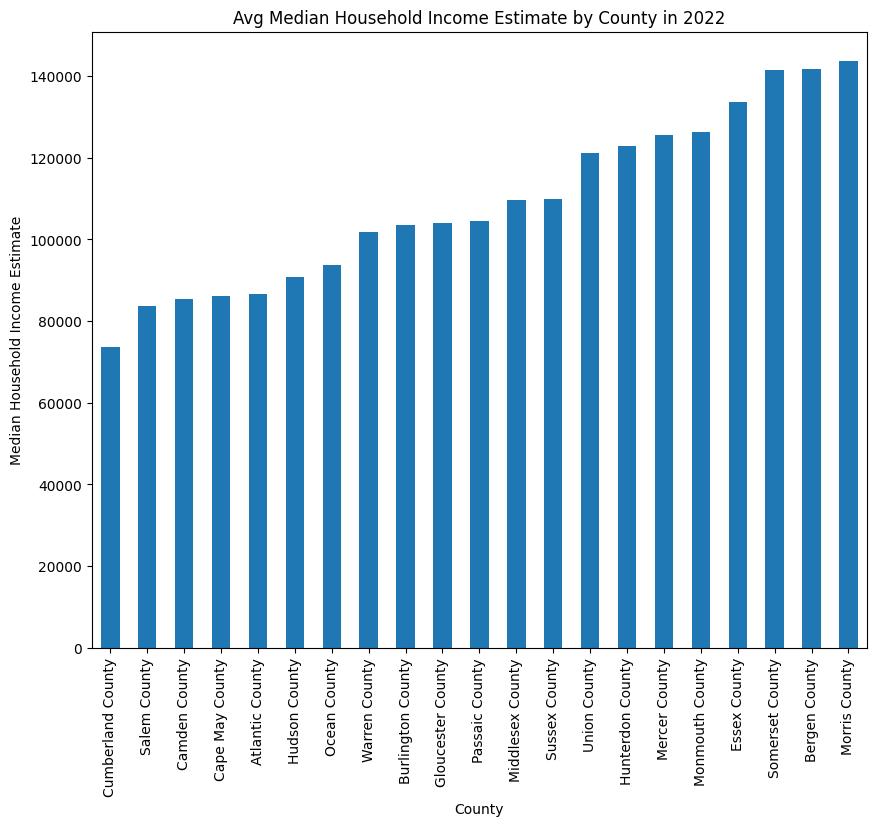 Avg Median Household Income Estimate by County in 2022
Median Household Income Estimate
140000
120000
100000
80000
60000
40000
20000
0
Cumberland County
Salem County
Camden County
Cape May County
Atlantic County
Hudson County
Ocean County
Warren County
Burlington County
Gloucester County
Passaic County
Middlesex County
Sussex County
Union County
Hunterdon County
Mercer County
Monmouth County
Essex County
Somerset County
Bergen County
Morris County
County